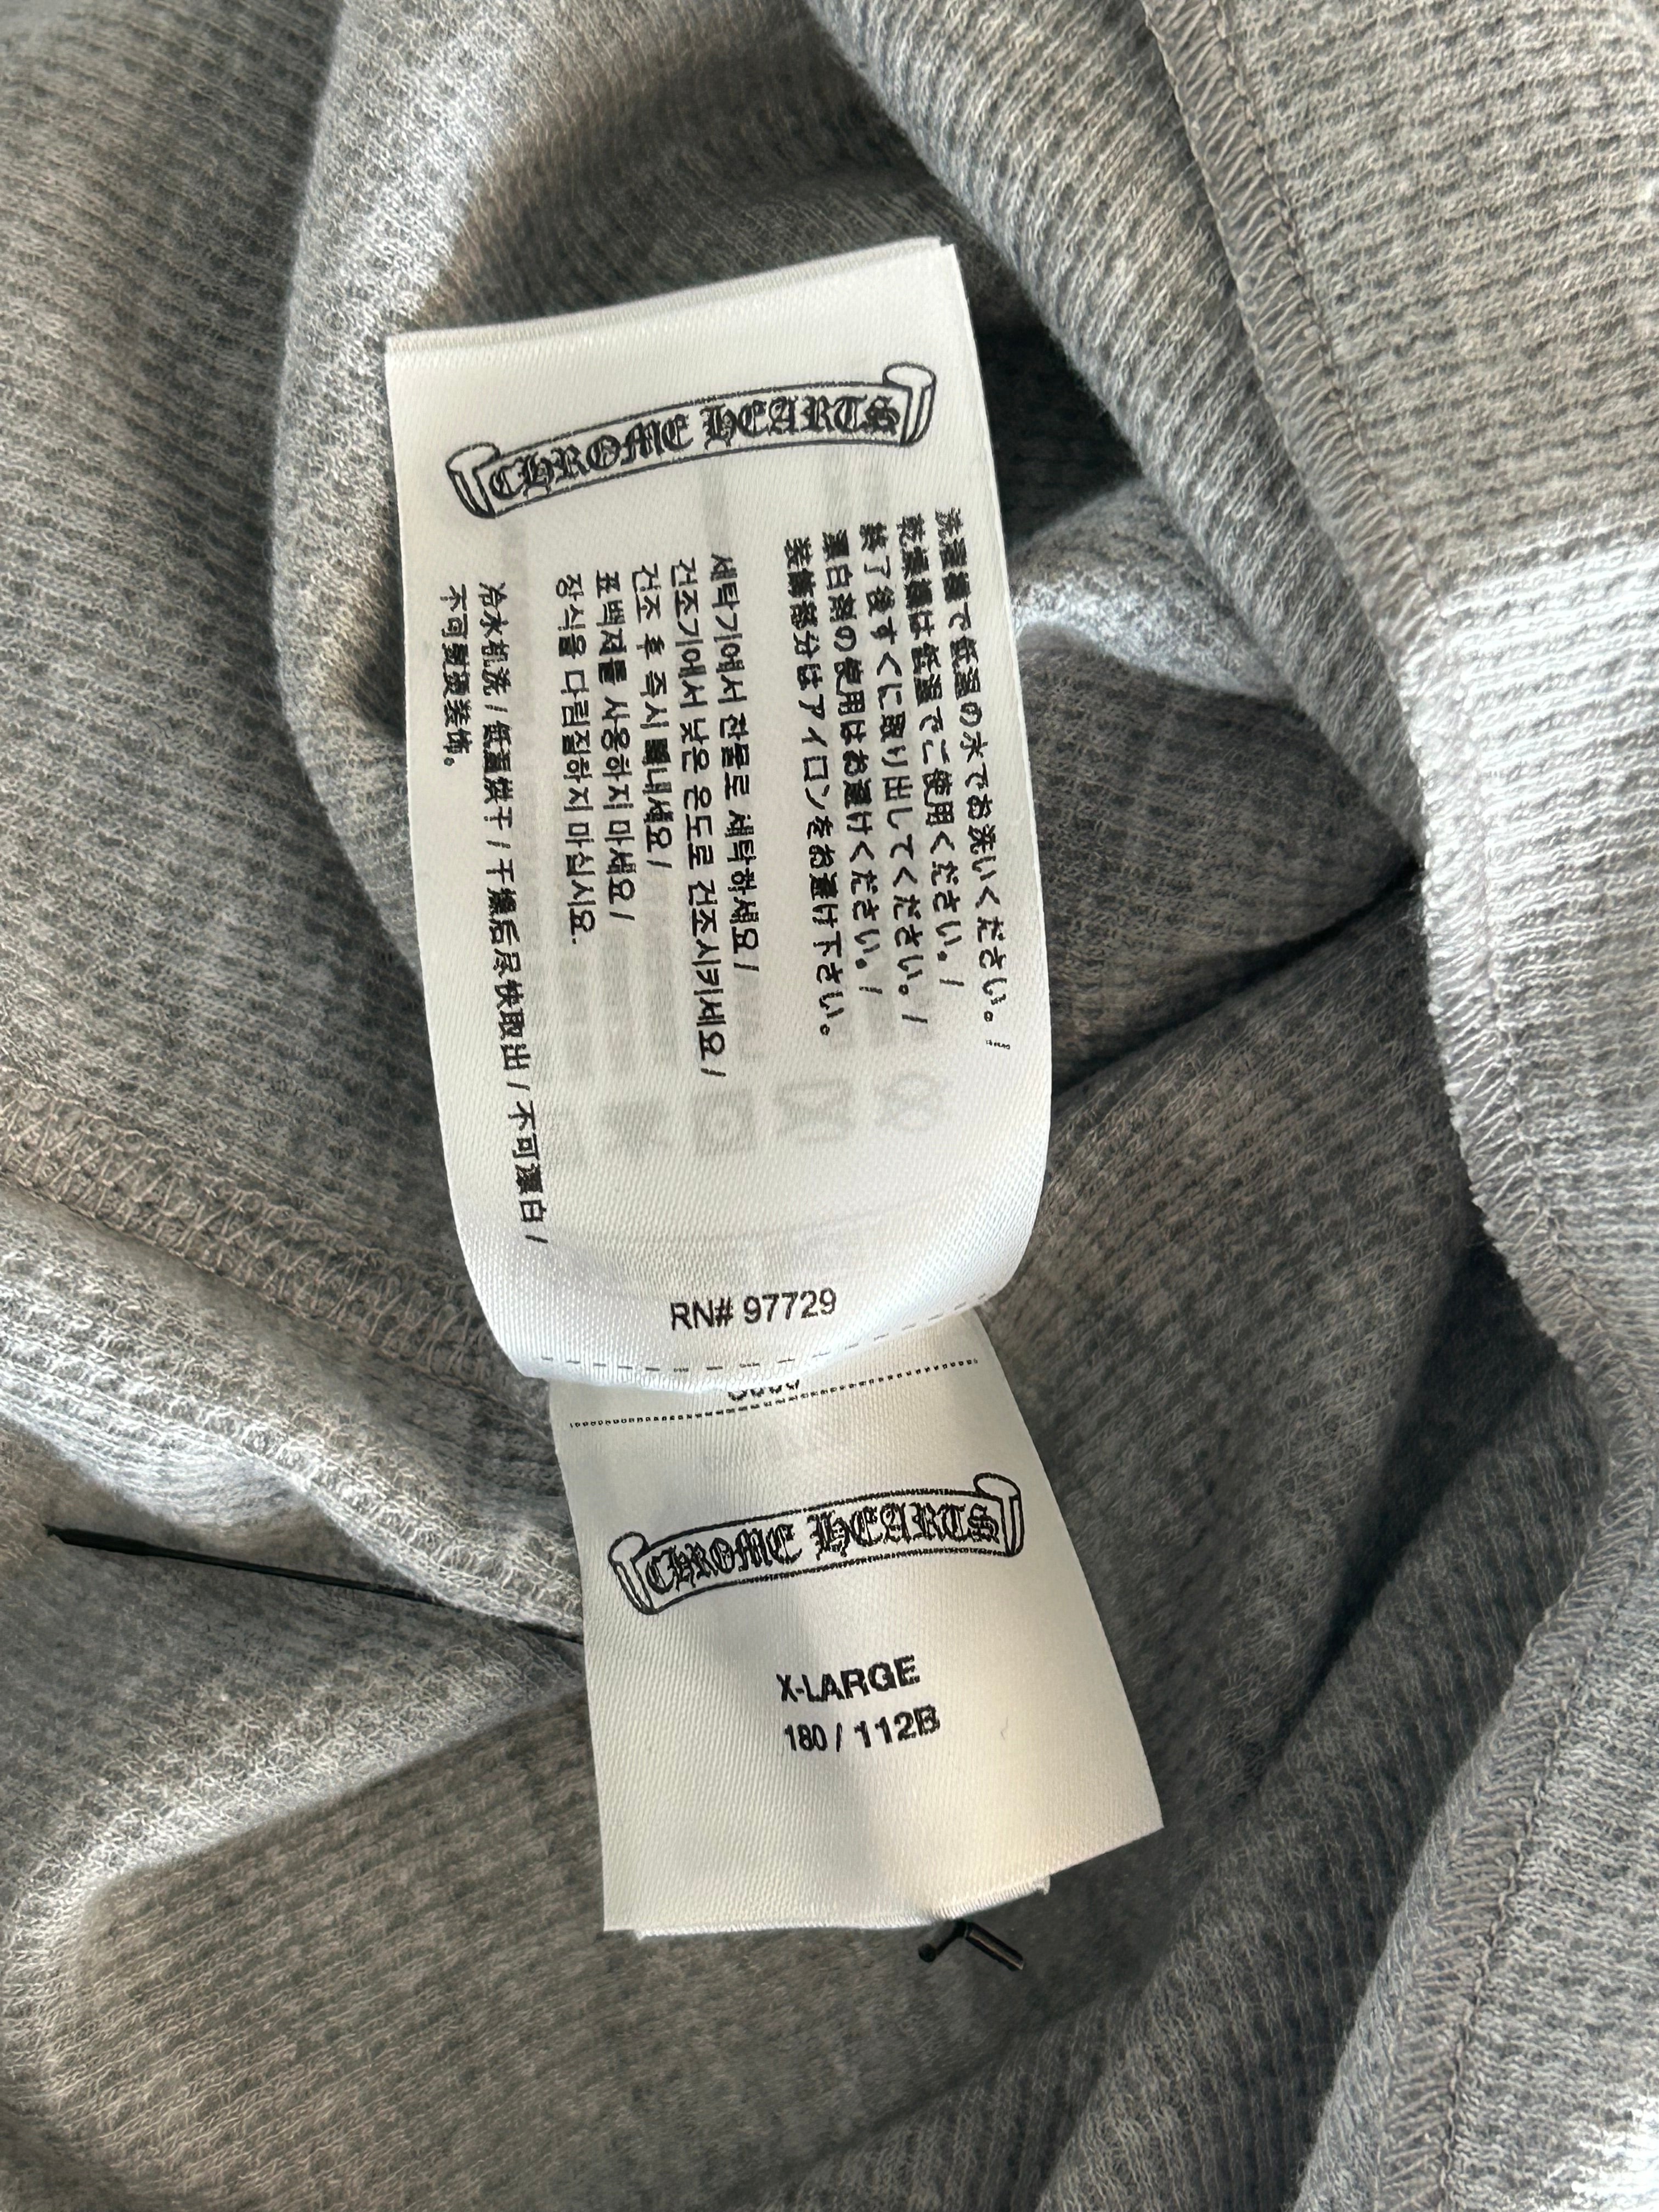 CHROME HEARTS
洗濯機で低温の水でお洗いください。/
乾燥機は低温でご使用ください。/
終了後すぐに取り出してください。/
漂白剤の使用はお避けください。/
装飾部分はアイロンをお避け下さい。
세탁기에서 찬물로 세탁하세요 /
건조기에서 낮은 온도로 건조시키세요 /
건조 후 즉시 꺼내세요 /
표백제를 사용하지 마세요 /
장식을 다림질하지 마십시요.
冷水机洗 / 低温烘干 / 干燥后尽快取出 / 不可漂白 /
不可熨烫装饰。
RN# 97729
CHROME HEARTS
X-LARGE
180 / 112B